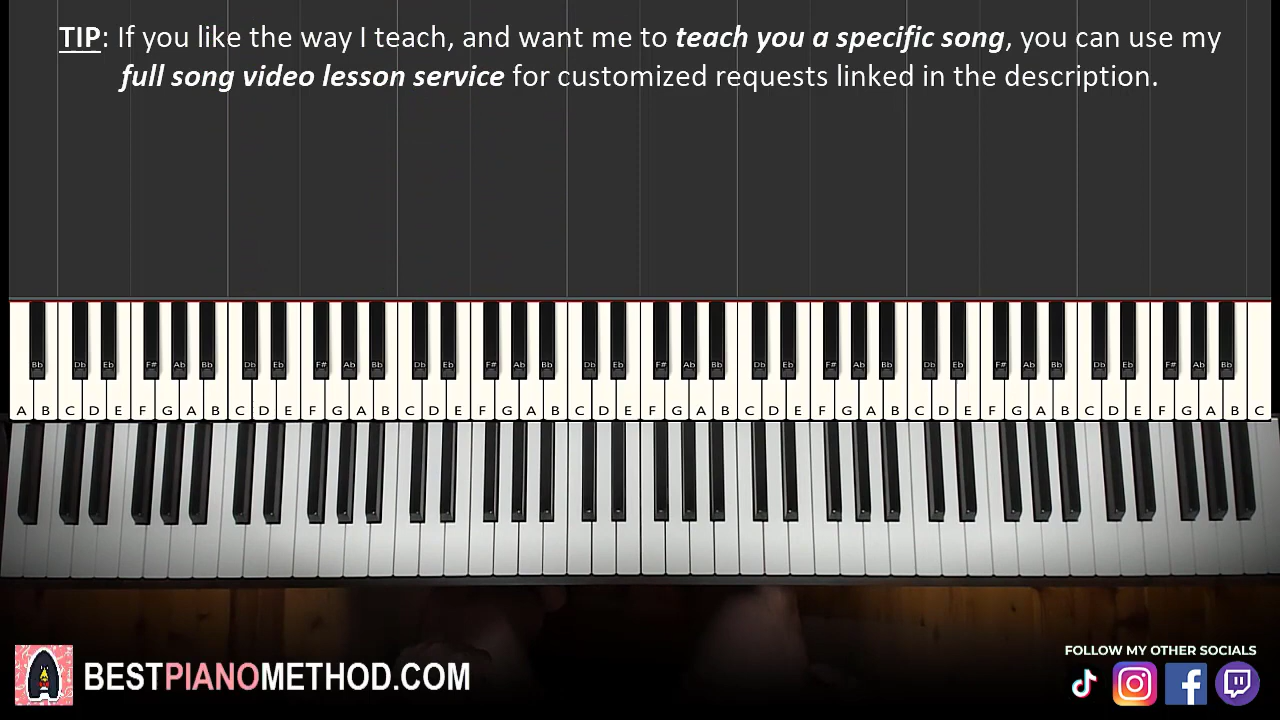 TIP: If you like the way I teach, and want me to teach you a specific song, you can use my
full song video lesson service for customized requests linked in the description.
Bb Db Eb F# Ab Bb Db Eb F# Ab Bb Db Eb F# Ab Bb Db Eb F# Ab Bb Db Eb F# Ab Bb Db Eb F# Ab Bb Db Eb F# Ab Bb
A B C D E F G A B C D E F G A B C D E F G A B C D E F G A B C D E F G A B C D E F G A B C D E F G A B C
FOLLOW MY OTHER SOCIALS
BESTPIANOMETHOD.COM